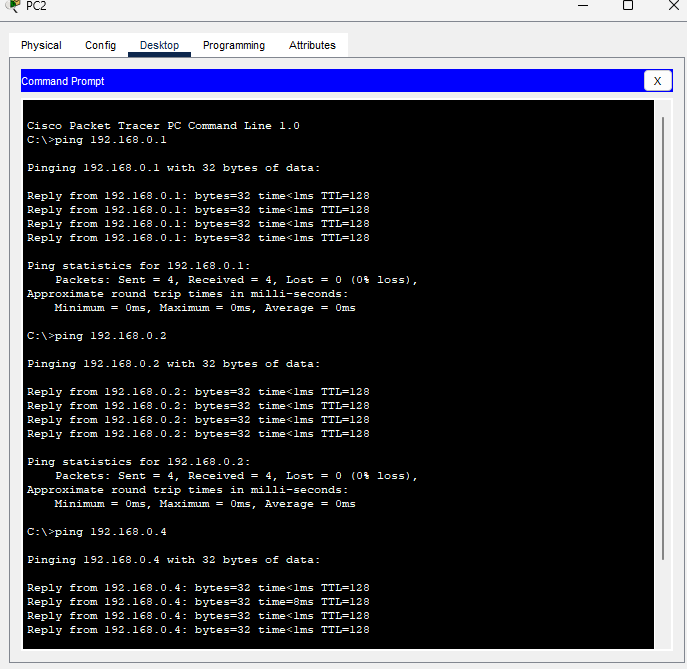 PC2
Physical Config Desktop Programming Attributes
Command Prompt
X
Cisco Packet Tracer PC Command Line 1.0
C:\>ping 192.168.0.1
Pinging 192.168.0.1 with 32 bytes of data:
Reply from 192.168.0.1: bytes=32 time<1ms TTL=128
Reply from 192.168.0.1: bytes=32 time<1ms TTL=128
Reply from 192.168.0.1: bytes=32 time<1ms TTL=128
Reply from 192.168.0.1: bytes=32 time<1ms TTL=128
Ping statistics for 192.168.0.1:
    Packets: Sent = 4, Received = 4, Lost = 0 (0% loss),
Approximate round trip times in milli-seconds:
    Minimum = 0ms, Maximum = 0ms, Average = 0ms
C:\>ping 192.168.0.2
Pinging 192.168.0.2 with 32 bytes of data:
Reply from 192.168.0.2: bytes=32 time<1ms TTL=128
Reply from 192.168.0.2: bytes=32 time<1ms TTL=128
Reply from 192.168.0.2: bytes=32 time<1ms TTL=128
Reply from 192.168.0.2: bytes=32 time<1ms TTL=128
Ping statistics for 192.168.0.2:
    Packets: Sent = 4, Received = 4, Lost = 0 (0% loss),
Approximate round trip times in milli-seconds:
    Minimum = 0ms, Maximum = 0ms, Average = 0ms
C:\>ping 192.168.0.4
Pinging 192.168.0.4 with 32 bytes of data:
Reply from 192.168.0.4: bytes=32 time<1ms TTL=128
Reply from 192.168.0.4: bytes=32 time=8ms TTL=128
Reply from 192.168.0.4: bytes=32 time<1ms TTL=128
Reply from 192.168.0.4: bytes=32 time<1ms TTL=128